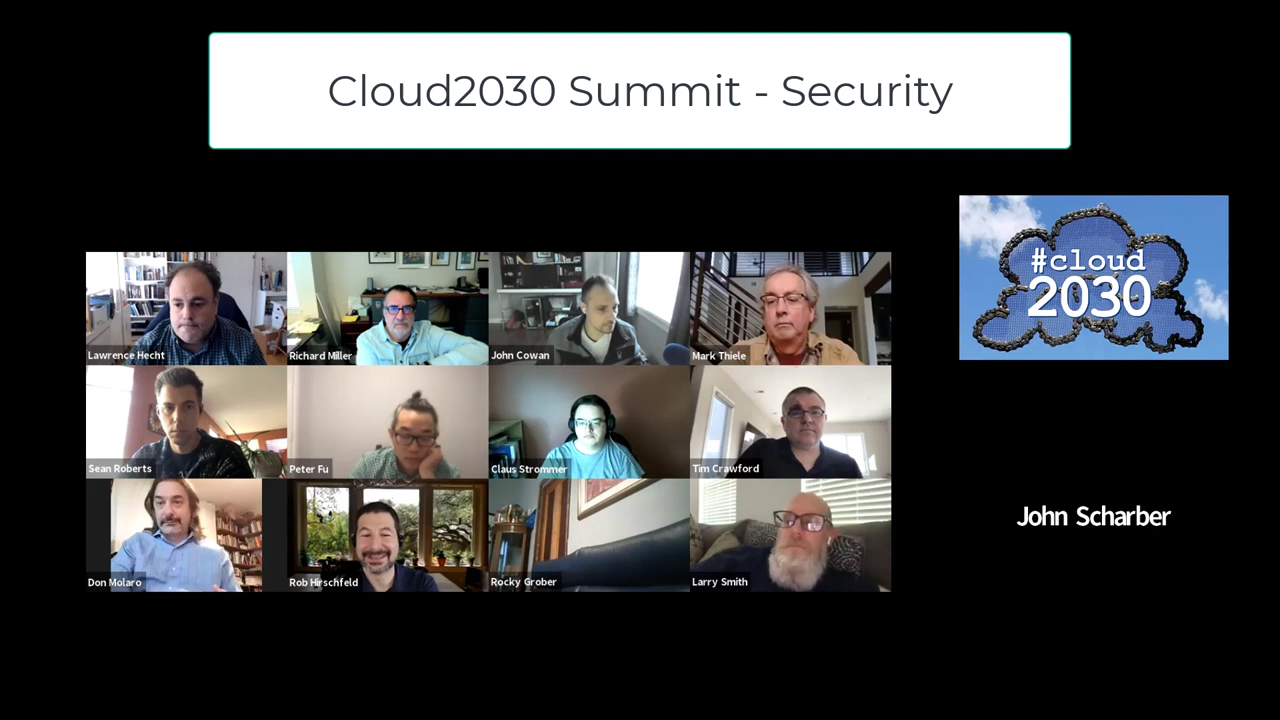 Cloud2030 Summit - Security
#cloud
2030
Lawrence Hecht
Richard Miller
John Cowan
Mark Thiele
Sean Roberts
Peter Fu
Claus Strommer
Tim Crawford
John Scharber
Don Molaro
Rob Hirschfeld
Rocky Grober
Larry Smith